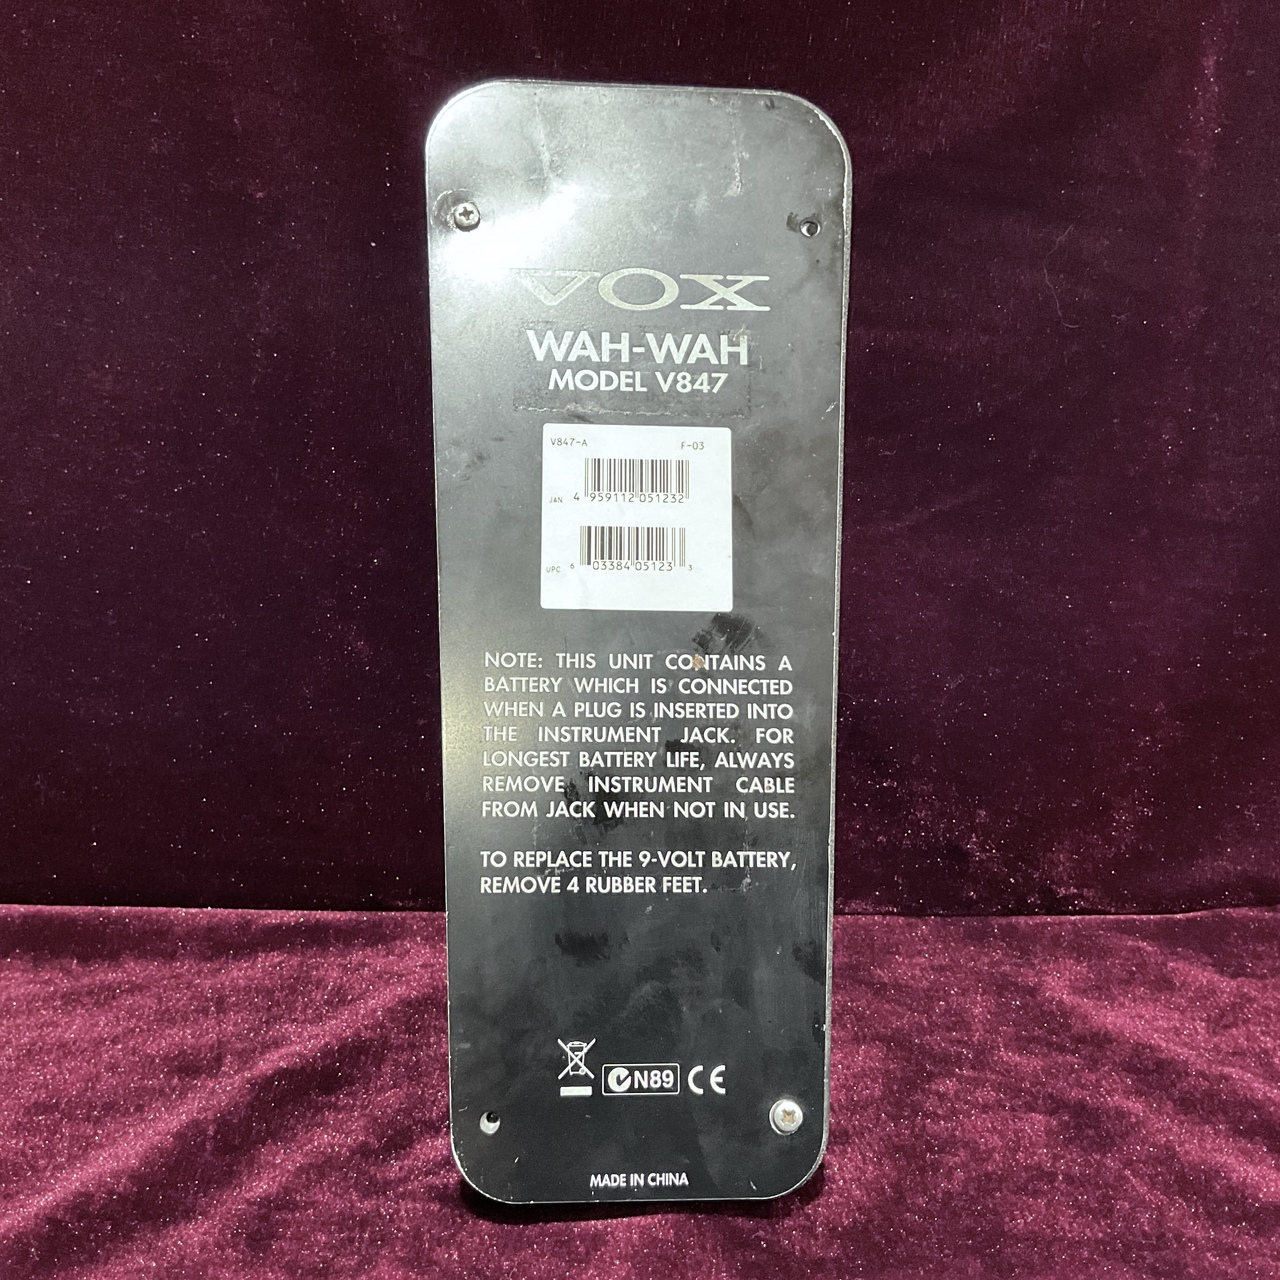 VOX
WAH-WAH
MODEL V847
V847-A F-03
JAN 4 959112 051232
UPC 6 03384 05123 3
NOTE: THIS UNIT CONTAINS A
BATTERY WHICH IS CONNECTED
WHEN A PLUG IS INSERTED INTO
THE INSTRUMENT JACK. FOR
LONGEST BATTERY LIFE, ALWAYS
REMOVE INSTRUMENT CABLE
FROM JACK WHEN NOT IN USE.
TO REPLACE THE 9-VOLT BATTERY,
REMOVE 4 RUBBER FEET.
N89 CE
MADE IN CHINA